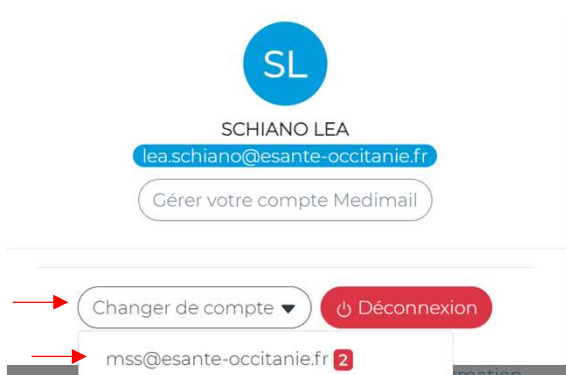 SL
SCHIANO LEA
lea.schiano@esante-occitanie.fr
Gérer votre compte Medimail
Changer de compte
Déconnexion
mss@esante-occitanie.fr 2